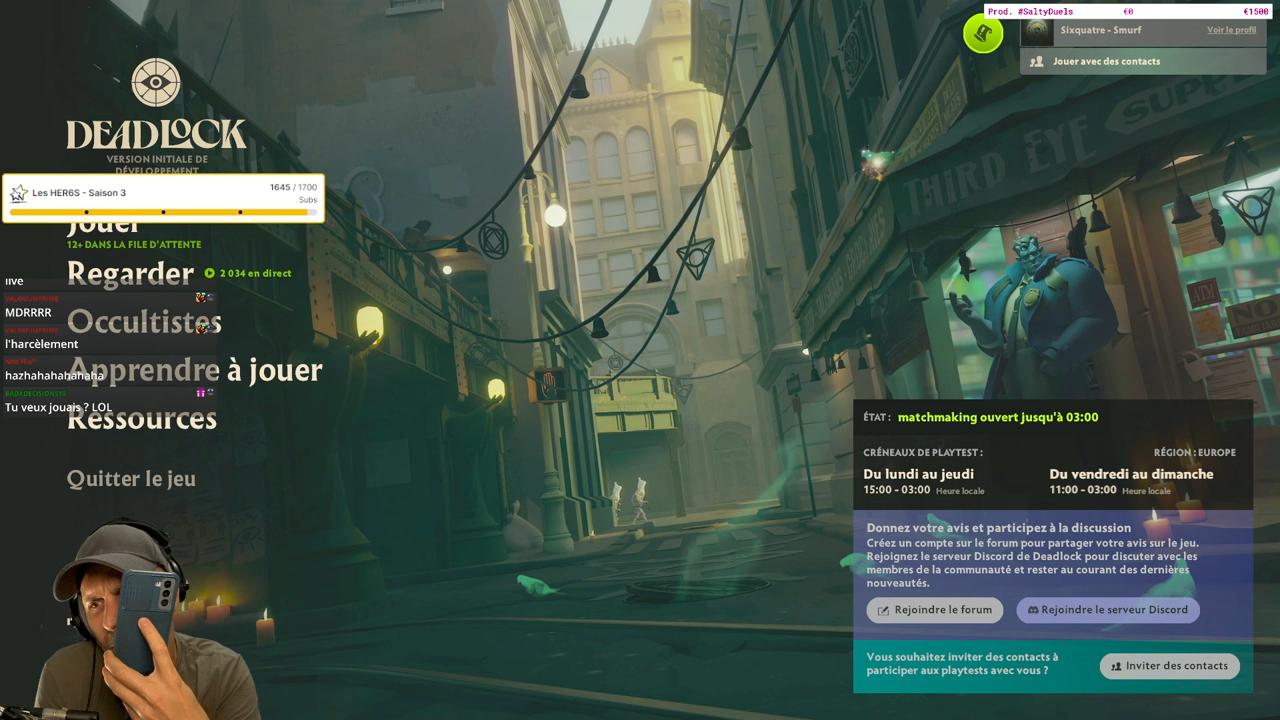 Prod. #SaltyDuels €0 €1500
Sixquatre - Smurf Voir le profil
Jouer avec des contacts
DEADLOCK
VERSION INITIALE DE
DÉVELOPPEMENT
Les HER6S - Saison 3 1645 / 1700
Subs
Jouer
12+ DANS LA FILE D'ATTENTE
Regarder 2 034 en direct
live
MDRRRR
Occultistes
l'harcèlement
Apprendre à jouer
hazhahahahahaha
BADADECISIONSXX
Tu veux jouais ? LOL
Ressources
Quitter le jeu
THIRD EYE SUPP
ATM
NO
ÉTAT : matchmaking ouvert jusqu'à 03:00
CRÉNEAUX DE PLAYTEST : RÉGION : EUROPE
Du lundi au jeudi Du vendredi au dimanche
15:00 - 03:00 Heure locale 11:00 - 03:00 Heure locale
Donnez votre avis et participez à la discussion
Créez un compte sur le forum pour partager votre avis sur le jeu.
Rejoignez le serveur Discord de Deadlock pour discuter avec les
membres de la communauté et rester au courant des dernières
nouveautés.
Rejoindre le forum Rejoindre le serveur Discord
Vous souhaitez inviter des contacts à
participer aux playtests avec vous ?
Inviter des contacts